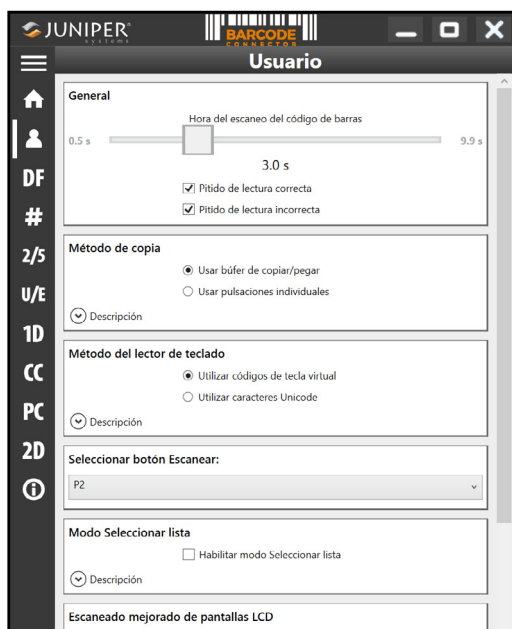 JUNIPER®
systems
BARCODE
CONNECTOR
Usuario
General
Hora del escaneo del código de barras
0.5 s
9.9 s
3.0 s
Pitido de lectura correcta
Pitido de lectura incorrecta
DF
#
2/5
Método de copia
Usar búfer de copiar/pegar
U/E
Usar pulsaciones individuales
Descripción
1D
Método del lector de teclado
CC
Utilizar códigos de tecla virtual
Utilizar caracteres Unicode
PC
Descripción
2D
Seleccionar botón Escanear:
P2
Modo Seleccionar lista
Habilitar modo Seleccionar lista
Descripción
Escaneado mejorado de pantallas LCD